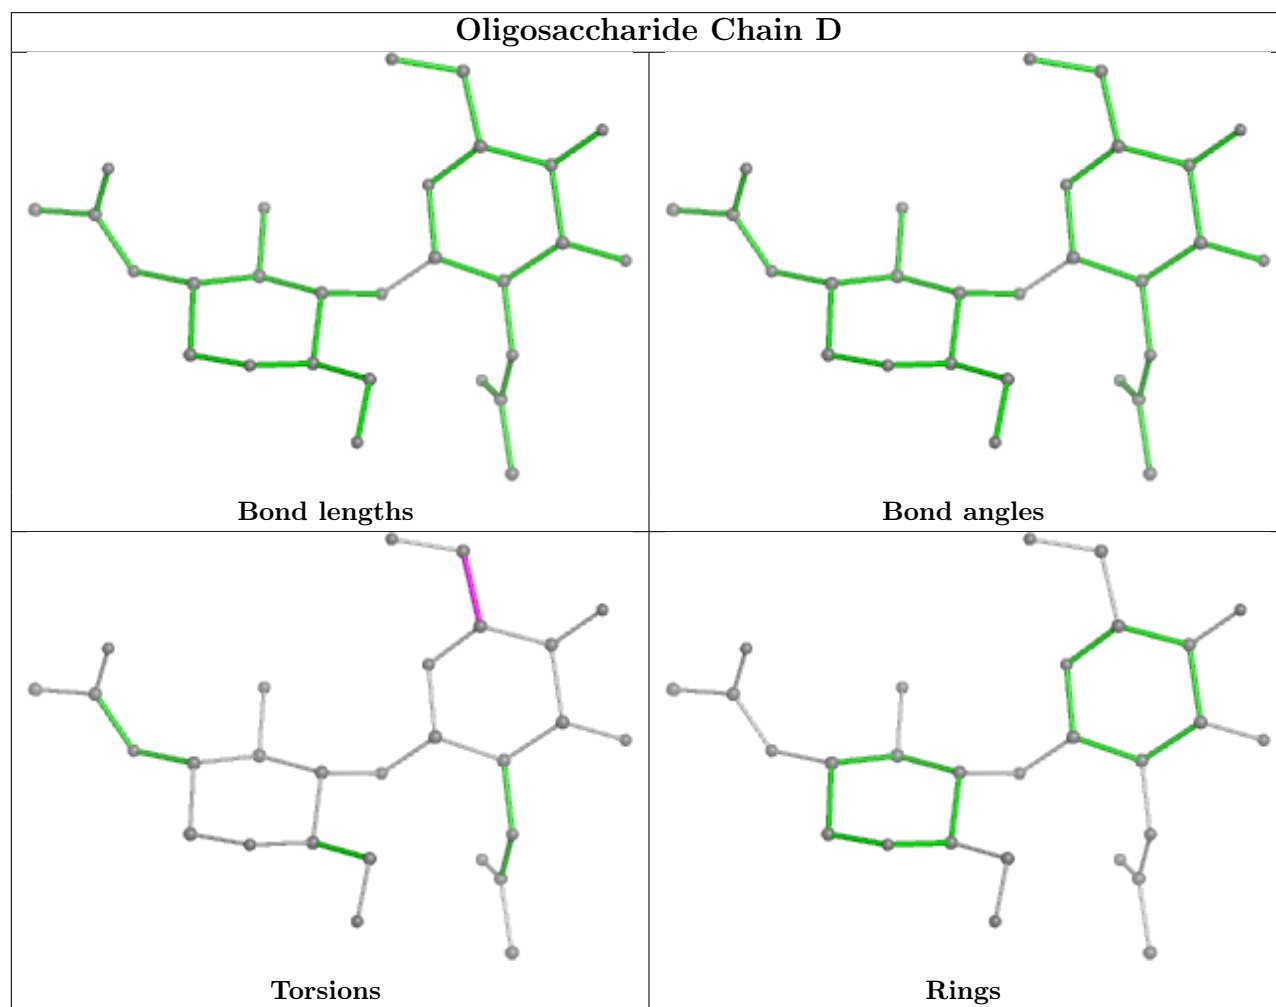 Oligosaccharide Chain D
Bond lengths
Bond angles
Torsions
Rings